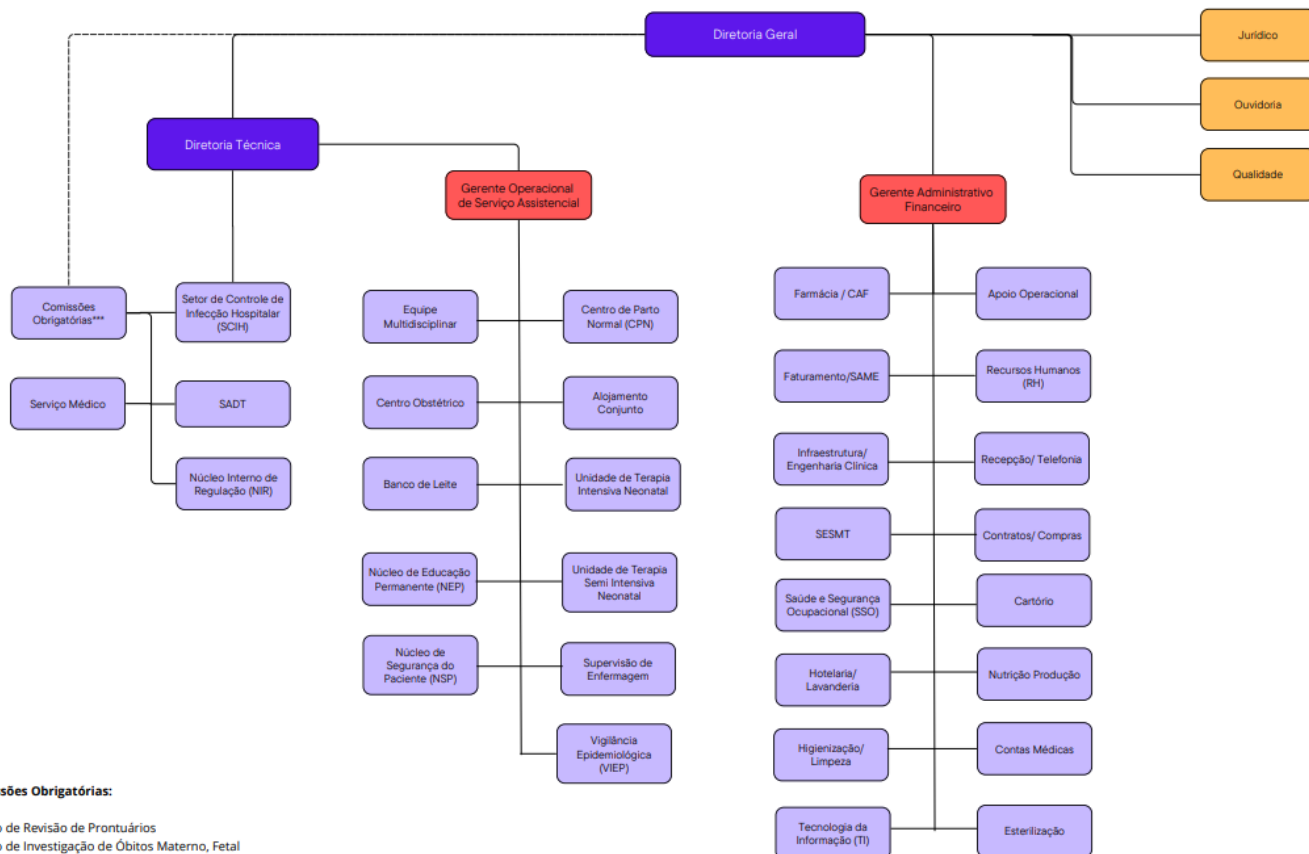 Diretoria Geral
Jurídico
Ouvidoria
Qualidade
Diretoria Técnica
Gerente Operacional
de Serviço Assistencial
Gerente Administrativo
Financeiro
Comissões
Obrigatórias***
Setor de Controle de
Infecção Hospitalar
(SCIH)
Serviço Médico
SADT
Núcleo Interno de
Regulação (NIR)
Equipe
Multidisciplinar
Centro de Parto
Normal (CPN)
Centro Obstétrico
Alojamento
Conjunto
Banco de Leite
Unidade de Terapia
Intensiva Neonatal
Núcleo de Educação
Permanente (NEP)
Unidade de Terapia
Semi Intensiva
Neonatal
Núcleo de
Segurança do
Paciente (NSP)
Supervisão de
Enfermagem
Vigilância
Epidemiológica
(VIEP)
Farmácia / CAF
Apoio Operacional
Faturamento/SAME
Recursos Humanos
(RH)
Infraestrutura/
Engenharia Clínica
Recepção/ Telefonia
SESMT
Contratos/ Compras
Saúde e Segurança
Ocupacional (SSO)
Cartório
Hotelaria/
Lavanderia
Nutrição Produção
Higienização/
Limpeza
Contas Médicas
Tecnologia da
Informação (TI)
Esterilização
sões Obrigatórias:
o de Revisão de Prontuários
o de Investigação de Óbitos Materno, Fetal